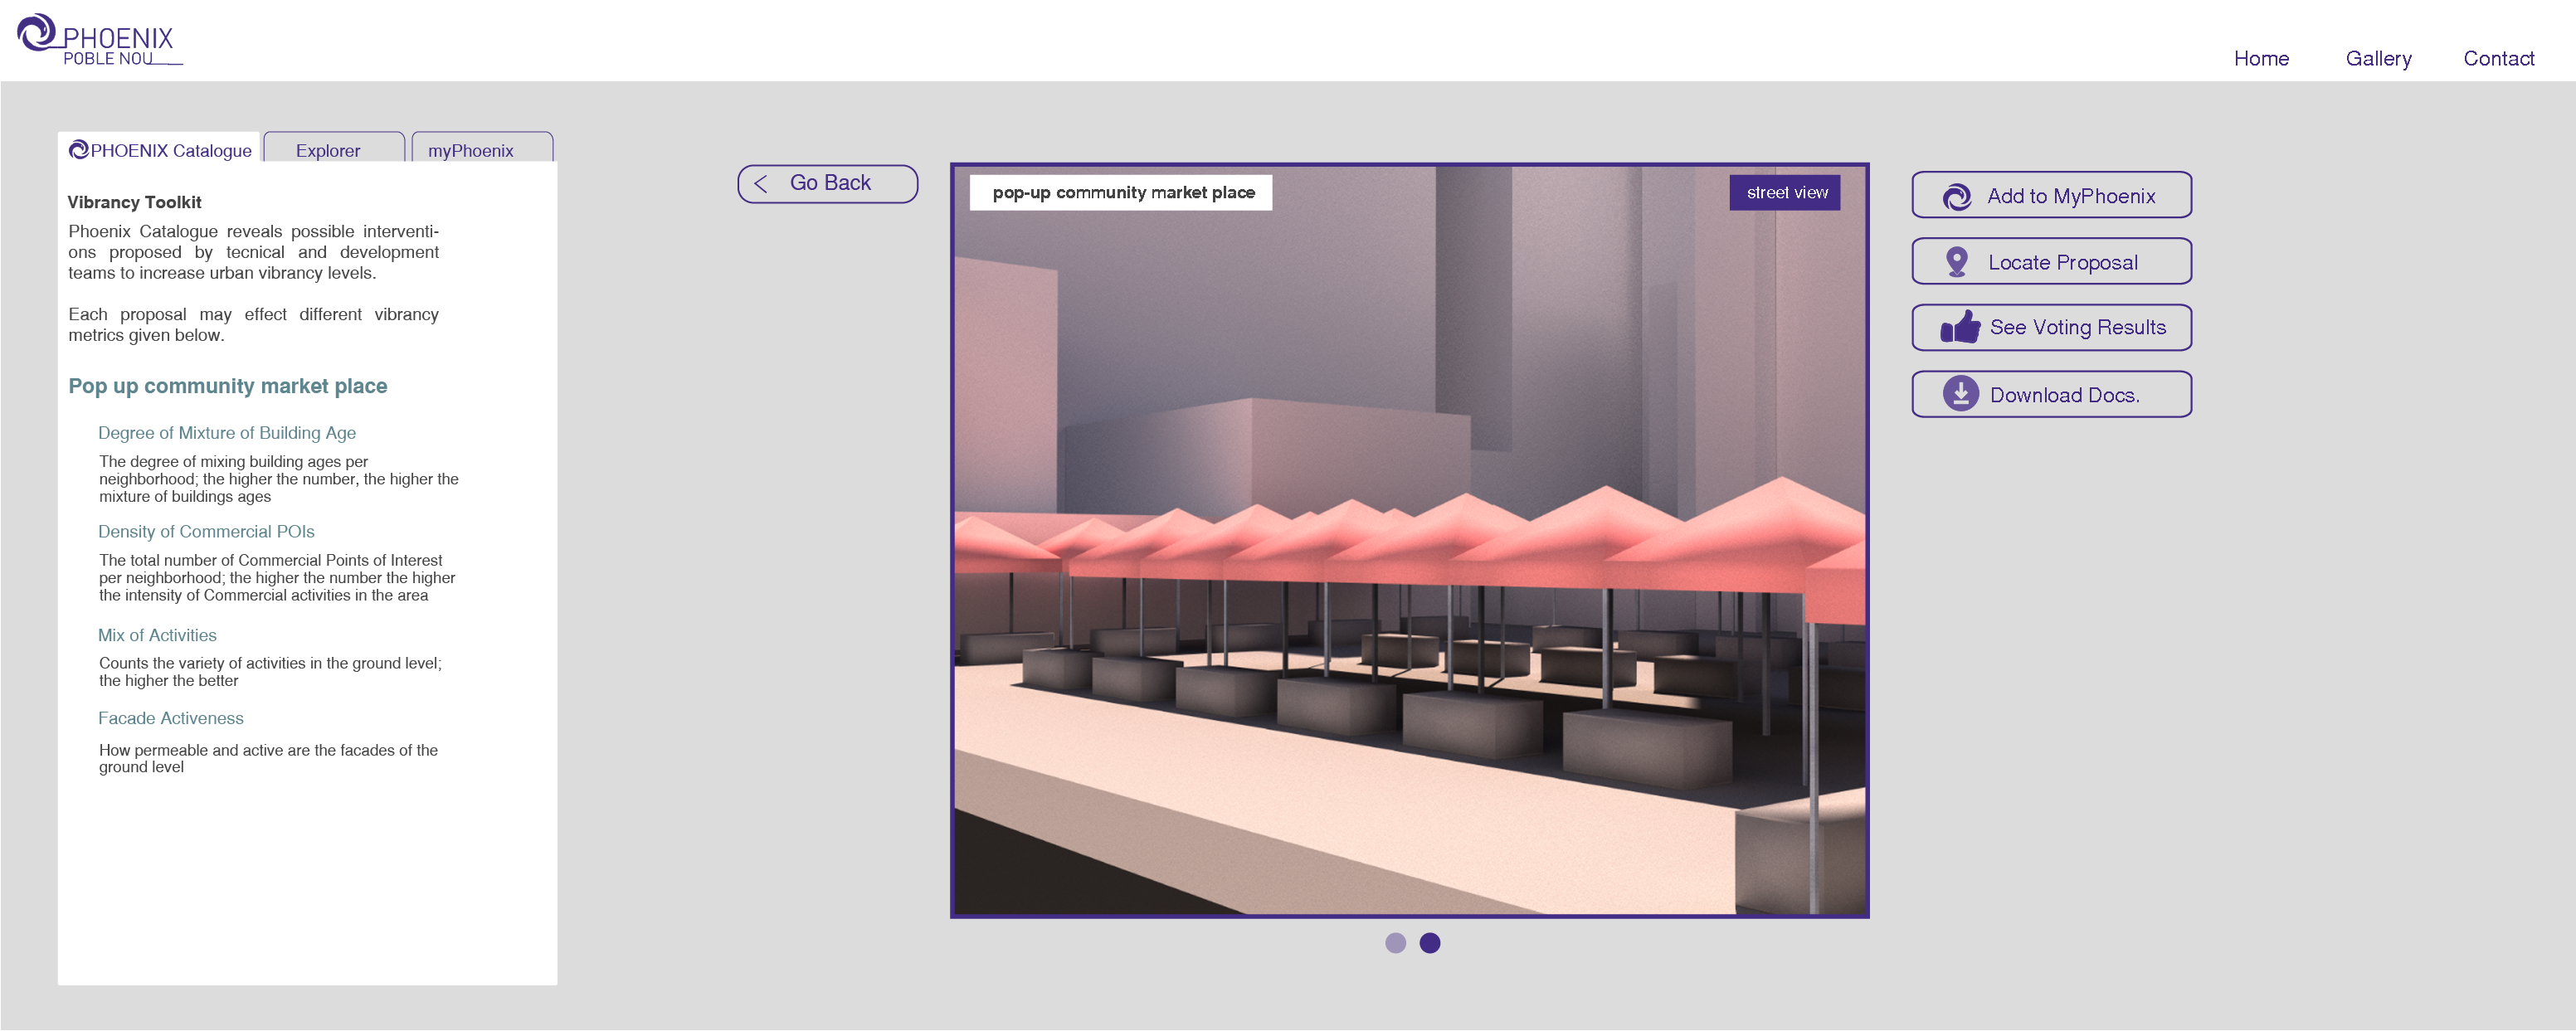 PHOENIX
POBLE NOU
Home Gallery Contact
PHOENIX Catalogue Explorer myPhoenix
Vibrancy Toolkit
Phoenix Catalogue reveals possible interventi-
ons proposed by tecnical and development
teams to increase urban vibrancy levels.
Each proposal may effect different vibrancy
metrics given below.
Pop up community market place
Degree of Mixture of Building Age
The degree of mixing building ages per
neighborhood; the higher the number, the higher the
mixture of buildings ages
Density of Commercial POIs
The total number of Commercial Points of Interest
per neighborhood; the higher the number the higher
the intensity of Commercial activities in the area
Mix of Activities
Counts the variety of activities in the ground level;
the higher the better
Facade Activeness
How permeable and active are the facades of the
ground level
Go Back
pop-up community market place
street view
Add to MyPhoenix
Locate Proposal
See Voting Results
Download Docs.